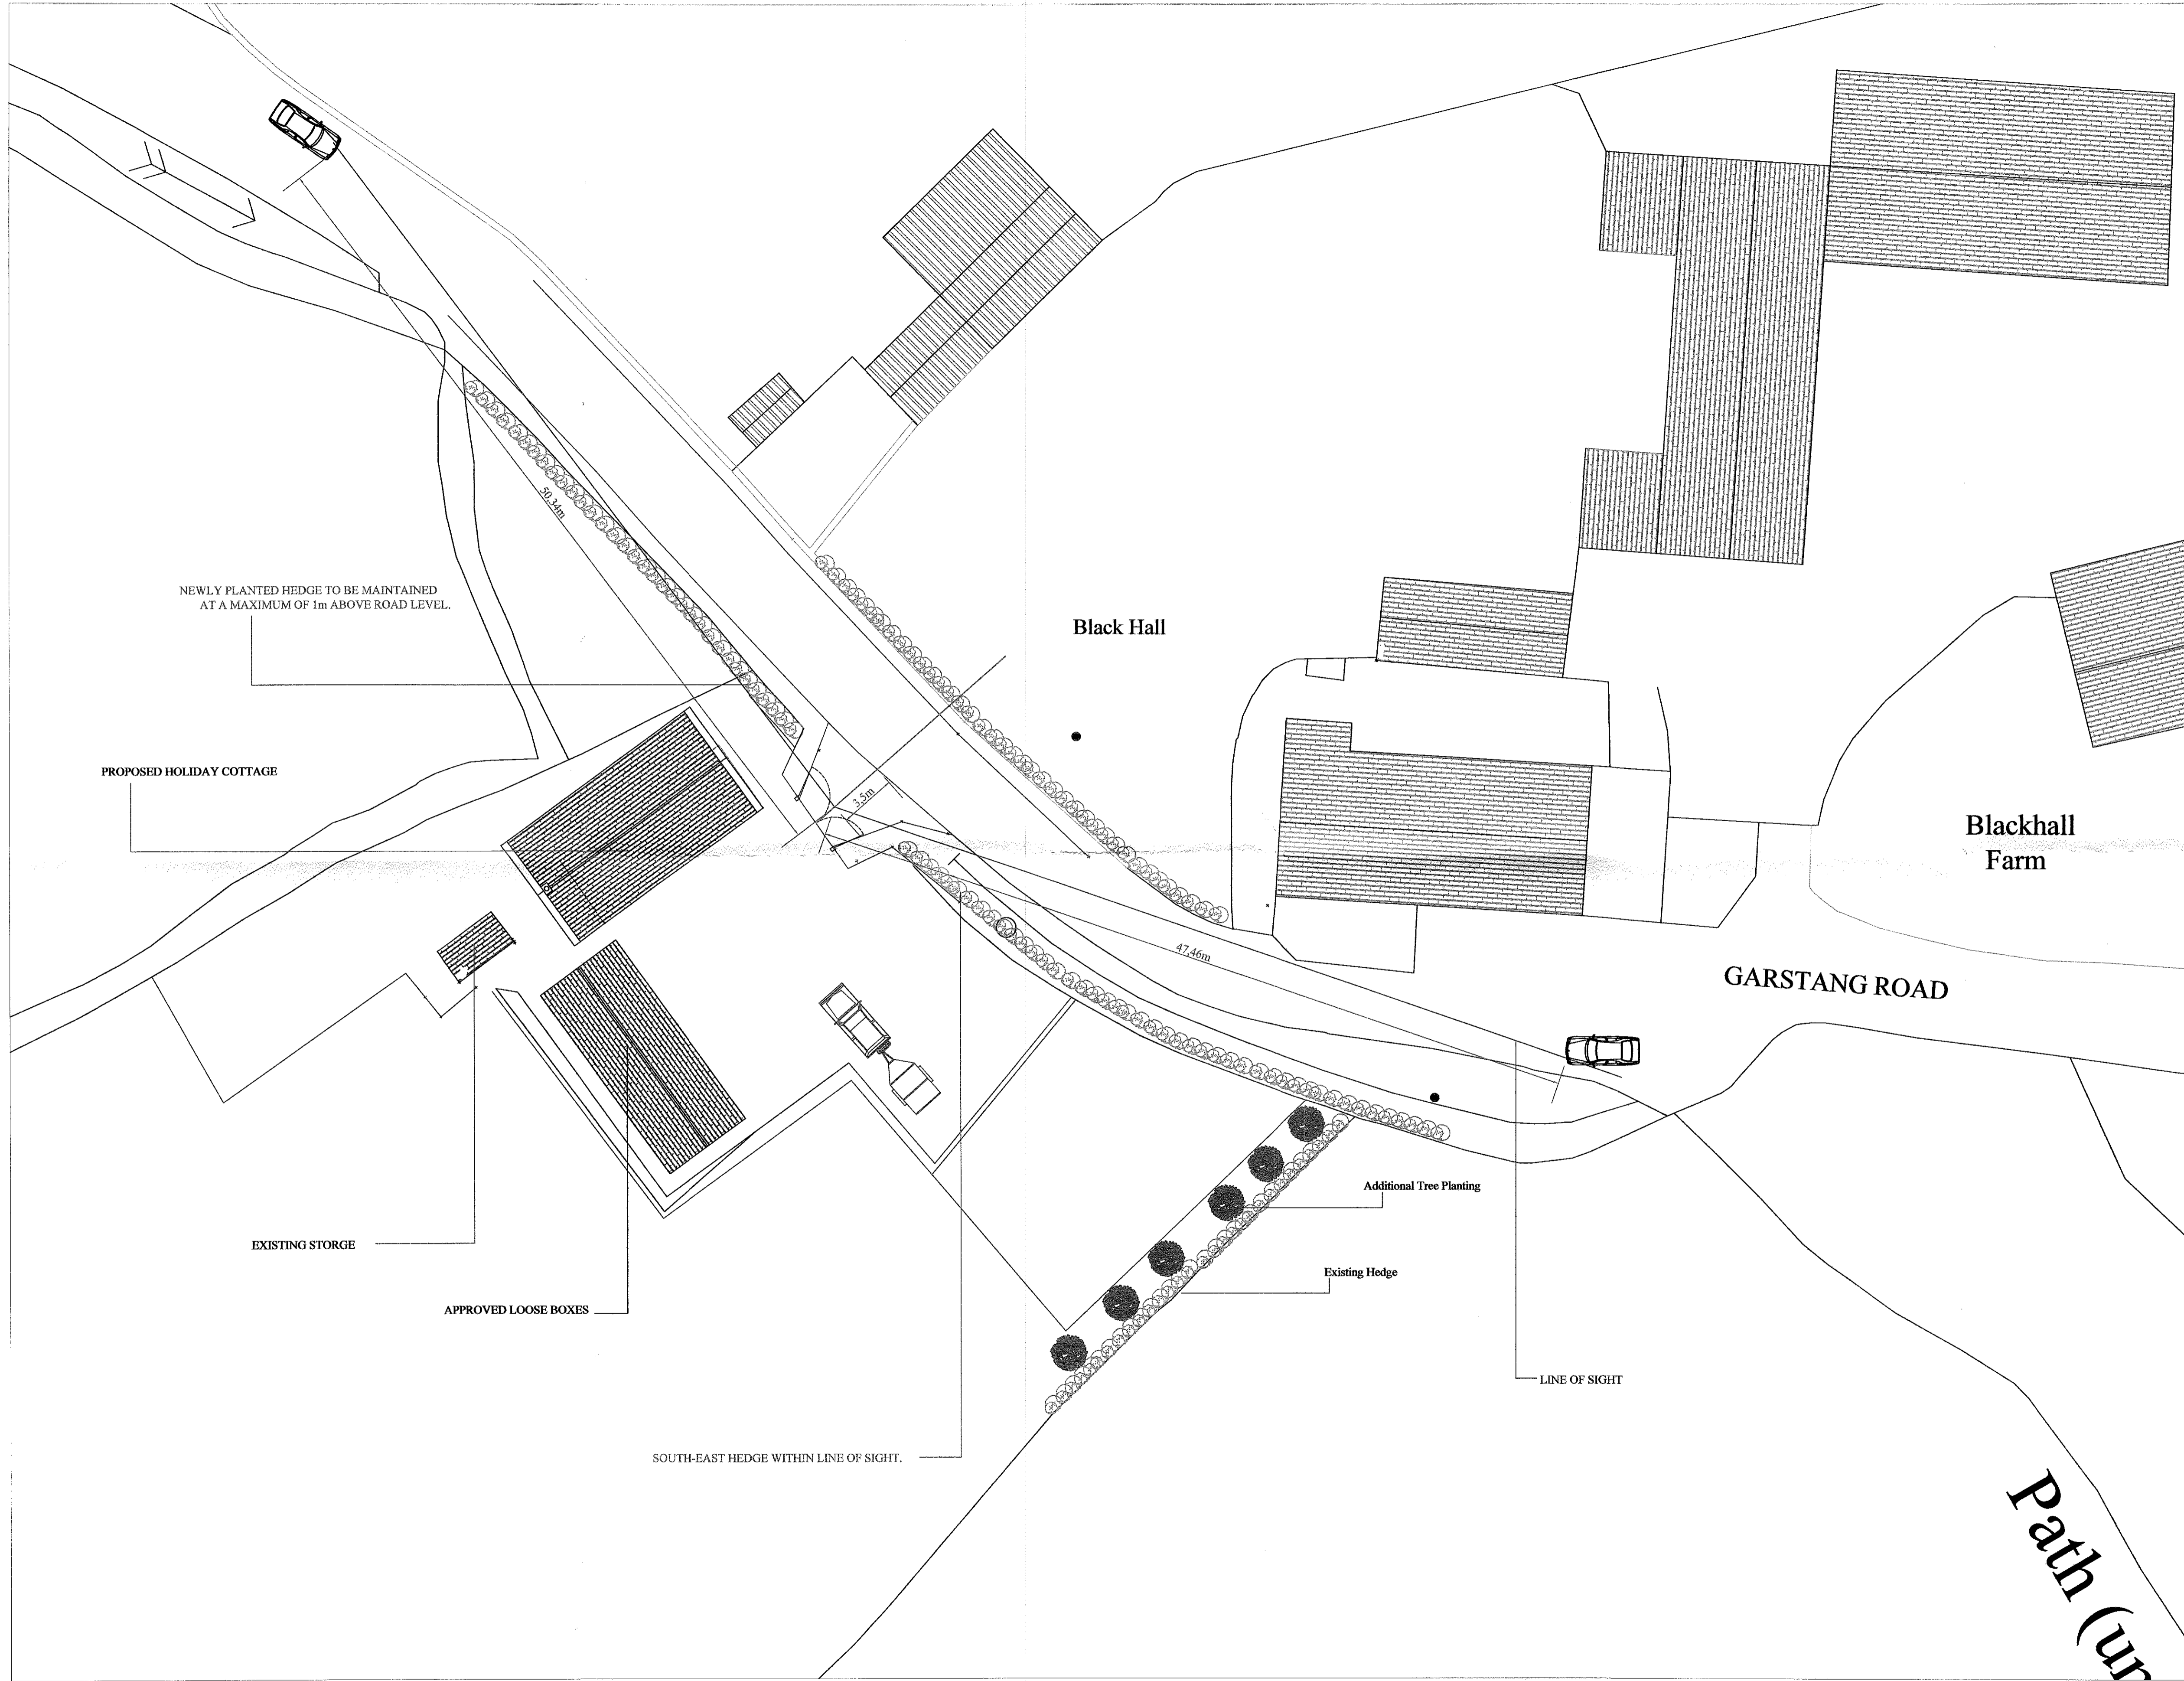 50,34m
NEWLY PLANTED HEDGE TO BE MAINTAINED
AT A MAXIMUM OF 1m ABOVE ROAD LEVEL.
Black Hall
PROPOSED HOLIDAY COTTAGE
3,5m
Blackhall
Farm
47,46m
GARSTANG ROAD
Additional Tree Planting
EXISTING STORGE
Existing Hedge
APPROVED LOOSE BOXES
LINE OF SIGHT
SOUTH-EAST HEDGE WITHIN LINE OF SIGHT.
Path (un